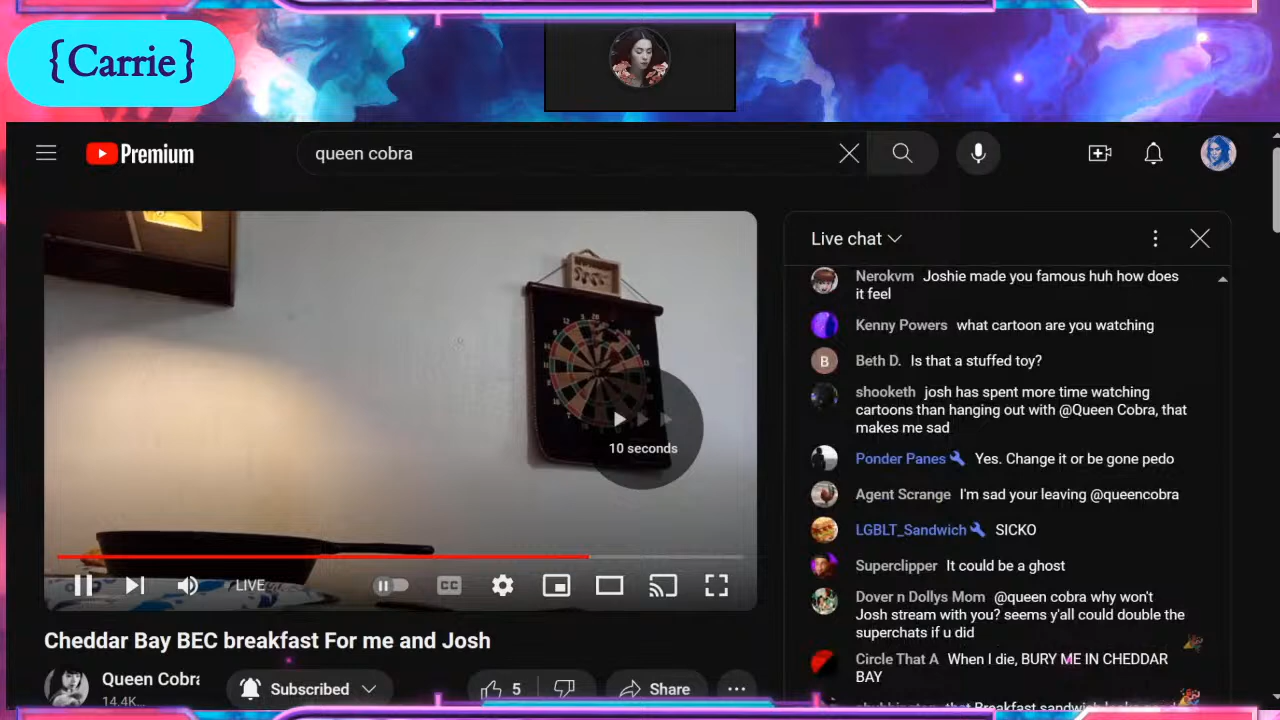 {Carrie}
Premium
queen cobra
Live chat
Nerokvm Joshie made you famous huh how does
it feel
Kenny Powers what cartoon are you watching
B
Beth D. Is that a stuffed toy?
shooketh josh has spent more time watching
cartoons than hanging out with @Queen Cobra, that
makes me sad
10 seconds
Ponder Panes Yes. Change it or be gone pedo
Agent Scrange I'm sad your leaving @queencobra
LGBLT_Sandwich SICKO
Superclipper It could be a ghost
LIVE
CC
Dover n Dollys Mom @queen cobra why won't
Josh stream with you? seems y'all could double the
superchats if u did
Cheddar Bay BEC breakfast For me and Josh
Circle That A When I die, BURY ME IN CHEDDAR
BAY
Queen Cobra
14.4K...
Subscribed
5
Share
that Breakfast sandwich looks